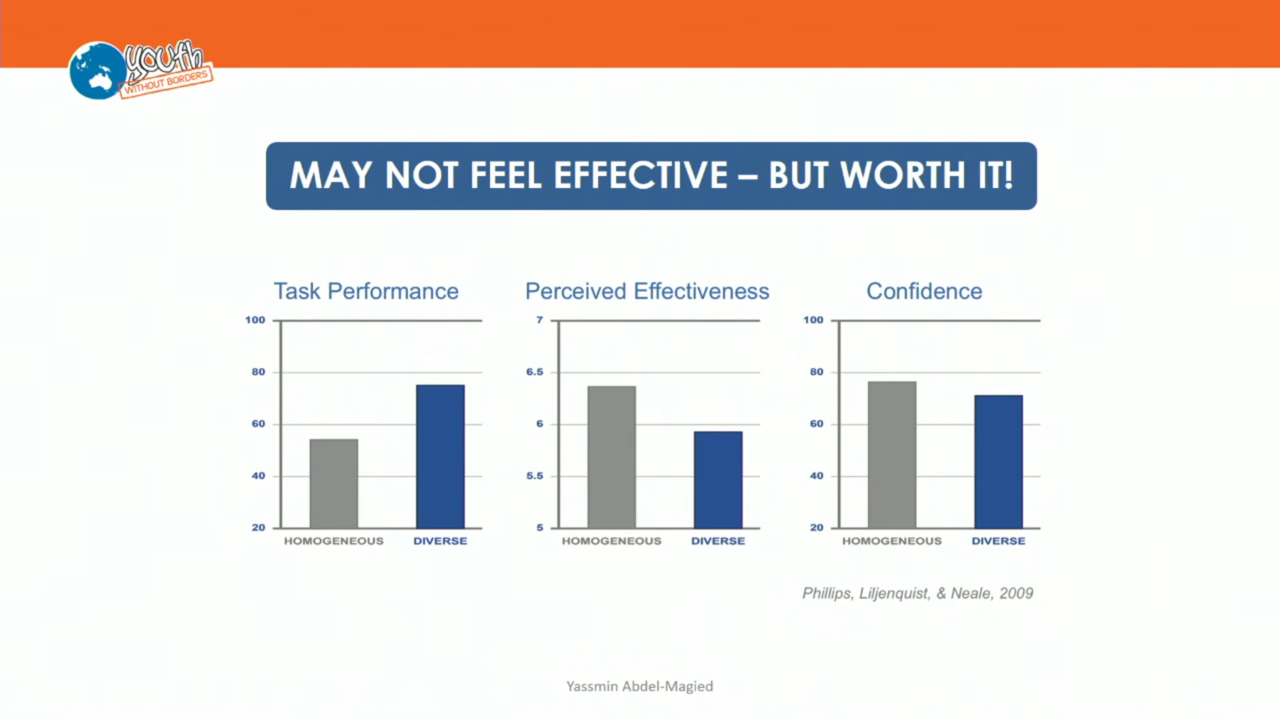 youth
WITHOUT BORDERS
MAY NOT FEEL EFFECTIVE – BUT WORTH IT!
Task Performance
100
80
60
40
20
HOMOGENEOUS DIVERSE
Perceived Effectiveness
7
6.5
6
5.5
5
HOMOGENEOUS DIVERSE
Confidence
100
80
60
40
20
HOMOGENEOUS DIVERSE
Phillips, Liljenquist, & Neale, 2009
Yassmin Abdel-Magied